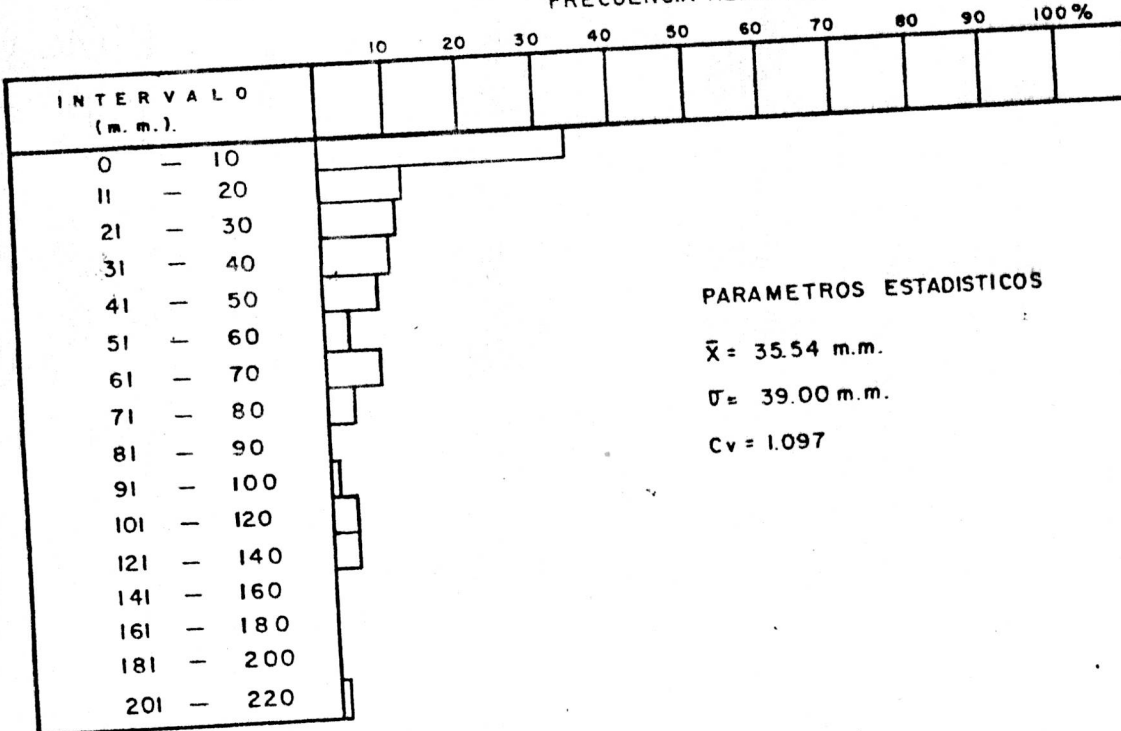 FRECUENCIA
10 20 30 40 50 60 70 80 90 100%
INTERVALO
(m. m.).
0 — 10
11 — 20
21 — 30
31 — 40
41 — 50
51 — 60
61 — 70
71 — 80
81 — 90
91 — 100
101 — 120
121 — 140
141 — 160
161 — 180
181 — 200
201 — 220
PARAMETROS ESTADISTICOS
x̄ = 35.54 m.m.
σ = 39.00 m.m.
Cv = 1.097